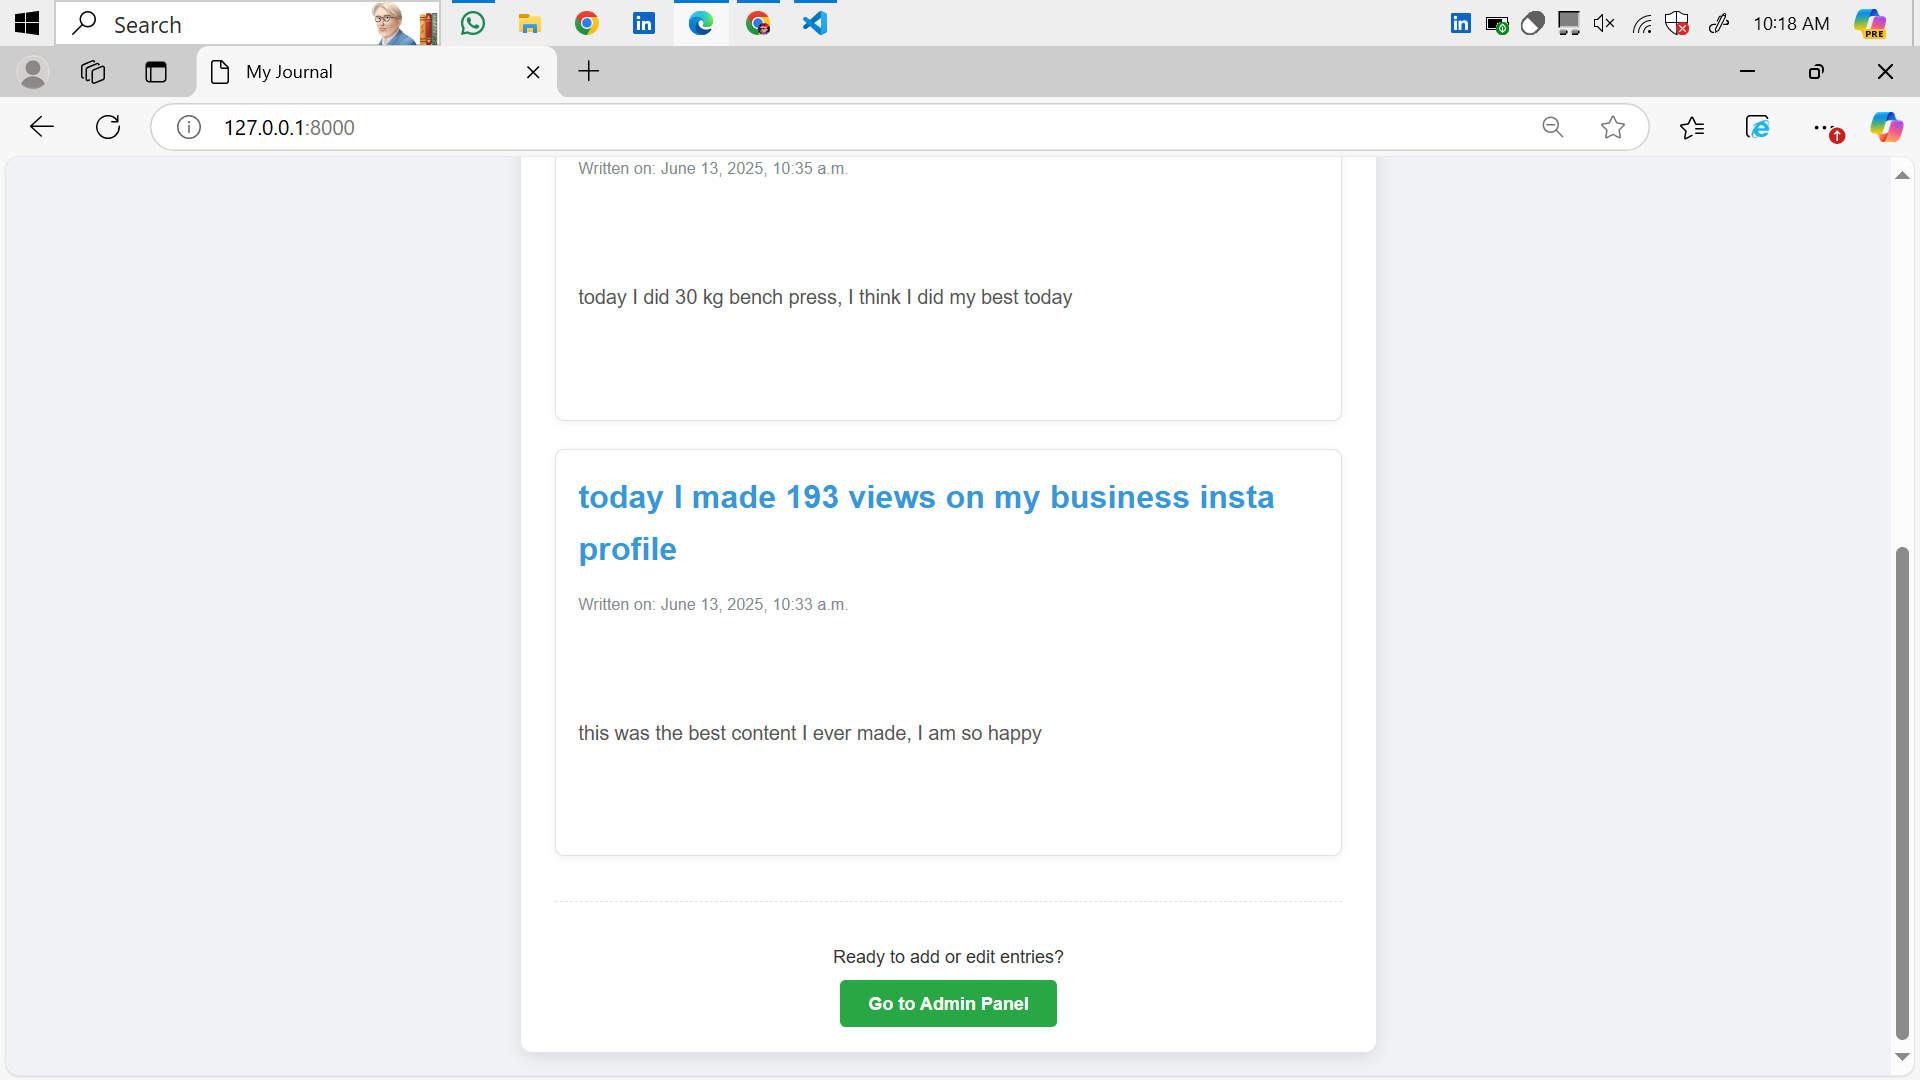 Search
10:18 AM
PRE
My Journal
127.0.0.1:8000
Written on: June 13, 2025, 10:35 a.m.
today I did 30 kg bench press, I think I did my best today
today I made 193 views on my business insta
profile
Written on: June 13, 2025, 10:33 a.m.
this was the best content I ever made, I am so happy
Ready to add or edit entries?
Go to Admin Panel